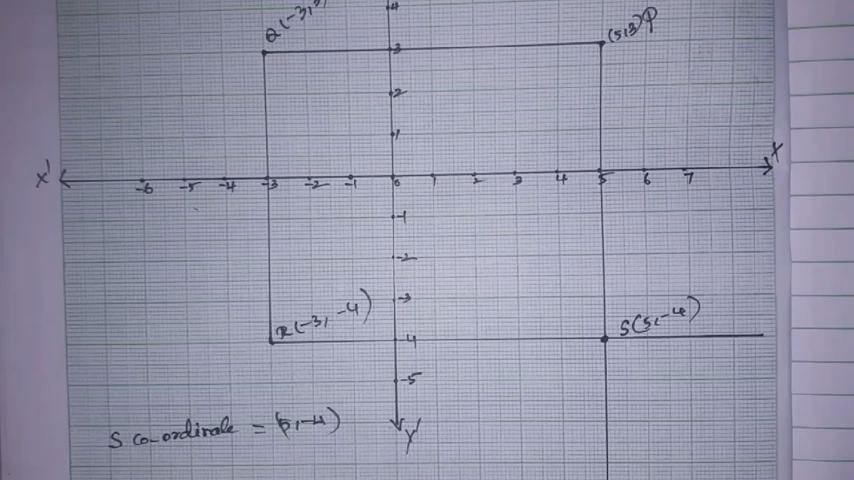 4
Q(-3,3)
(5,3)P
3
2
1
X' X
-6 -5 -4 -3 -2 -1 0 1 2 3 4 5 6 7
-1
-2
-3
R(-3, -4)
S(5,-4)
-4
-5
S co-ordinate = (5,-4)
Y'